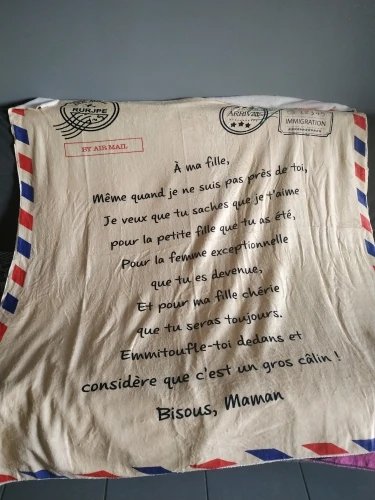 ARRIVAL
IMMIGRATION
BY AIR MAIL
À ma fille,
Même quand je ne suis pas près de toi,
Je veux que tu saches que je t'aime
pour la petite fille que tu as été,
Pour la femme exceptionnelle
que tu es devenue,
Et pour ma fille chérie
que tu seras toujours.
Emmitoufle-toi dedans et
considère que c'est un gros câlin !
Bisous, Maman